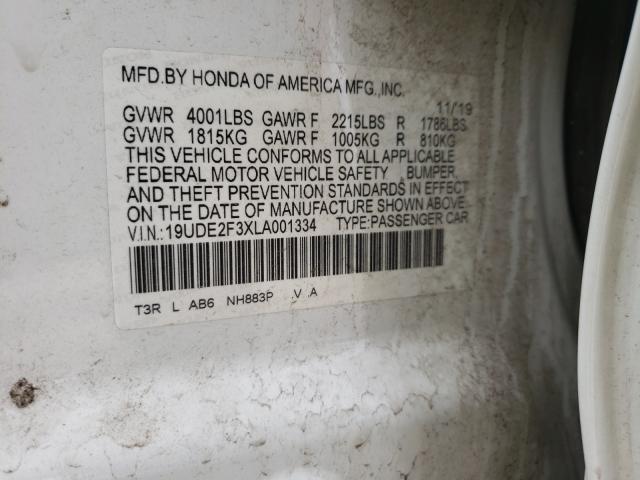 MFD.BY HONDA OF AMERICA MFG.,INC.
11/19
GVWR 4001LBS GAWR F 2215LBS R 1786LBS
GVWR 1815KG GAWR F 1005KG R 810KG
THIS VEHICLE CONFORMS TO ALL APPLICABLE
FEDERAL MOTOR VEHICLE SAFETY BUMPER,
AND THEFT PREVENTION STANDARDS IN EFFECT
ON THE DATE OF MANUFACTURE SHOWN ABOVE.
V.I.N.:19UDE2F3XLA001334 TYPE:PASSENGER CAR
T3R L AB6 NH883P V A